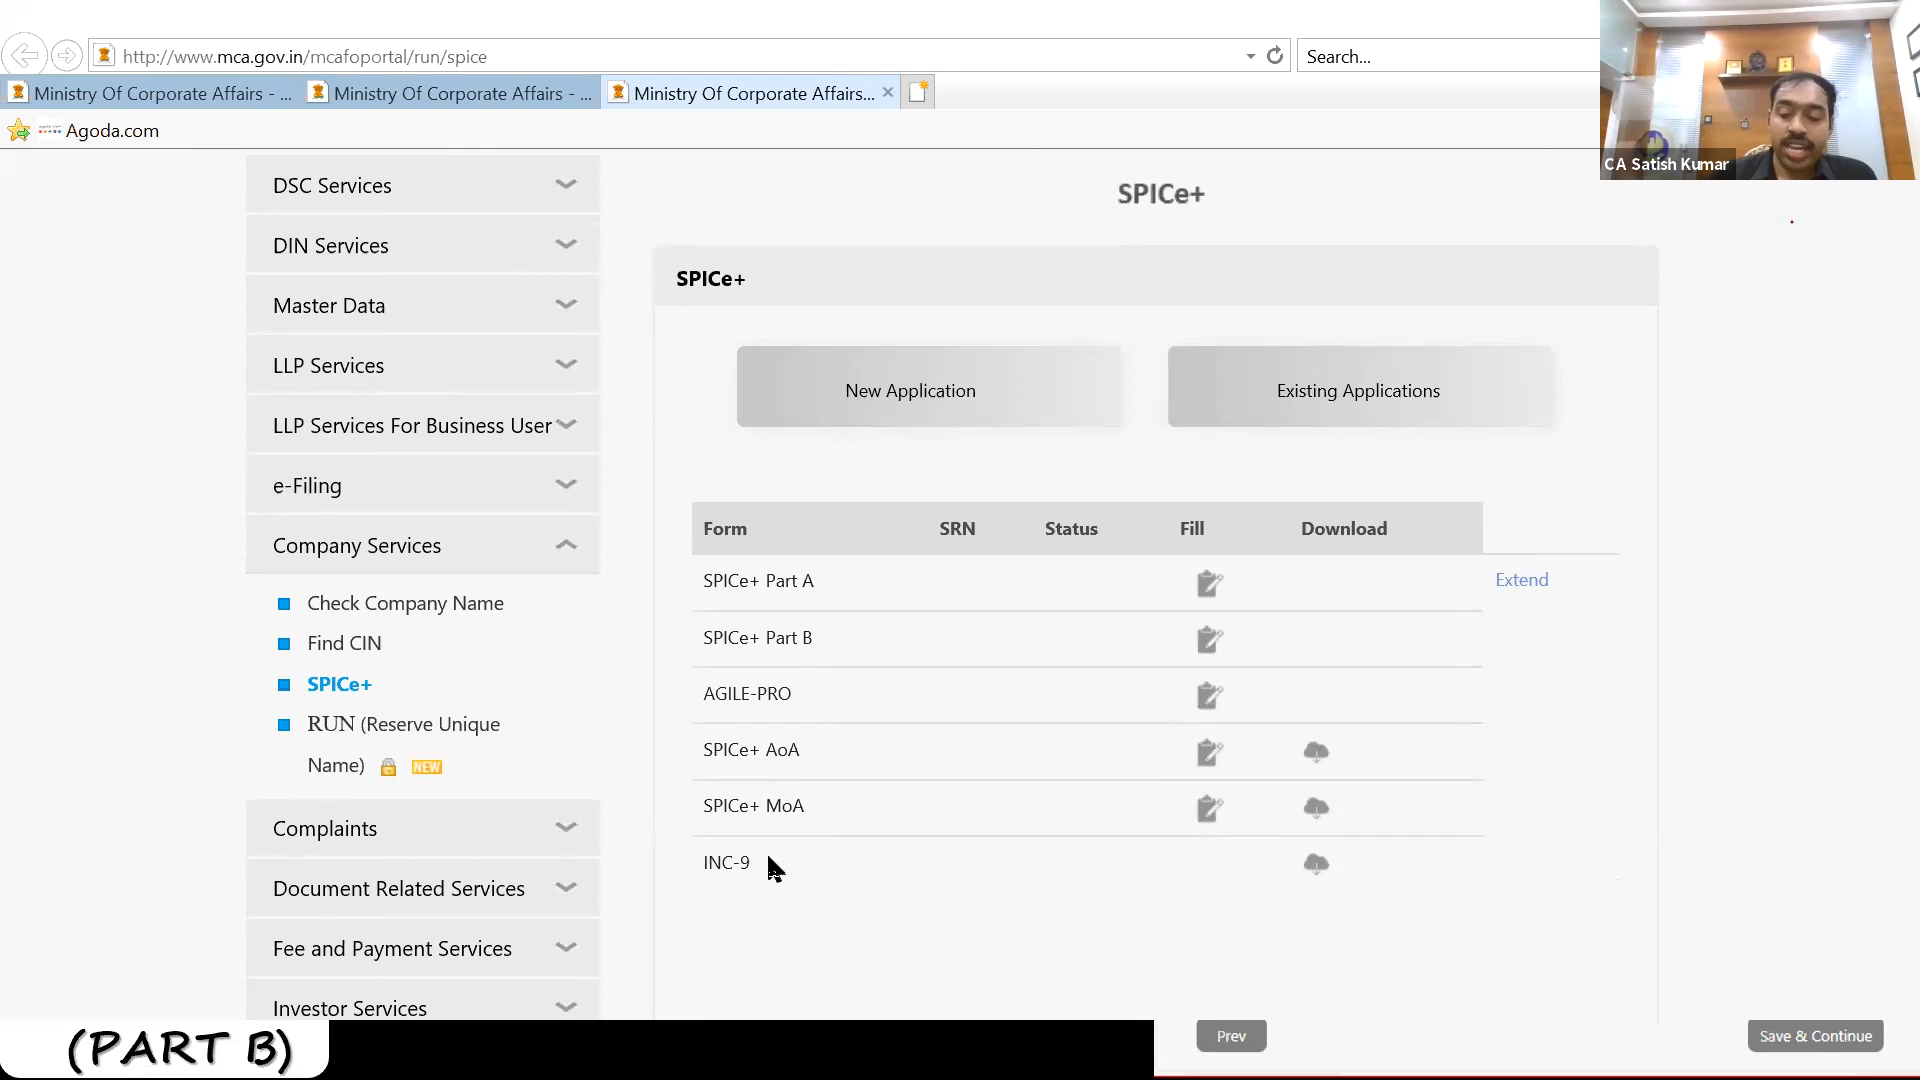 http://www.mca.gov.in/mcafoportal/run/spice
Search...
Ministry Of Corporate Affairs - ...
Ministry Of Corporate Affairs - ...
Ministry Of Corporate Affairs...
Agoda.com
CA Satish Kumar
DSC Services
DIN Services
Master Data
LLP Services
LLP Services For Business User
e-Filing
Company Services
Check Company Name
Find CIN
SPICe+
RUN (Reserve Unique
Name) NEW
Complaints
Document Related Services
Fee and Payment Services
Investor Services
SPICe+
SPICe+
New Application
Existing Applications
Form SRN Status Fill Download
SPICe+ Part A Extend
SPICe+ Part B
AGILE-PRO
SPICe+ AoA
SPICe+ MoA
INC-9
(PART B)
Prev
Save & Continue